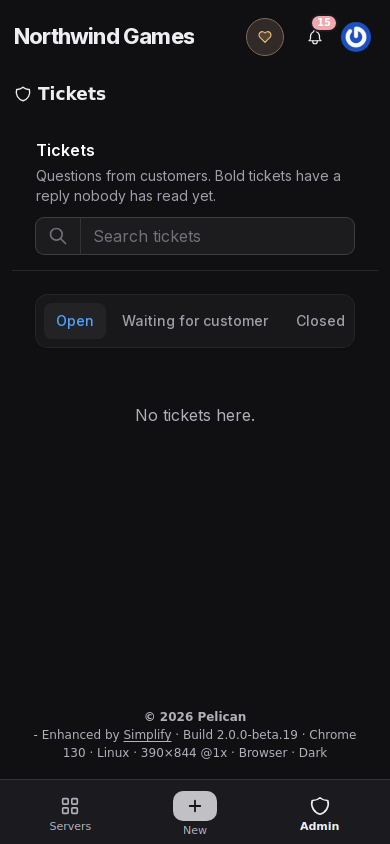 Northwind Games
15
Tickets
Tickets
Questions from customers. Bold tickets have a
reply nobody has read yet.
Search tickets
Open
Waiting for customer
Closed
No tickets here.
© 2026 Pelican
- Enhanced by Simplify · Build 2.0.0-beta.19 · Chrome
130 · Linux · 390×844 @1x · Browser · Dark
Servers
New
Admin